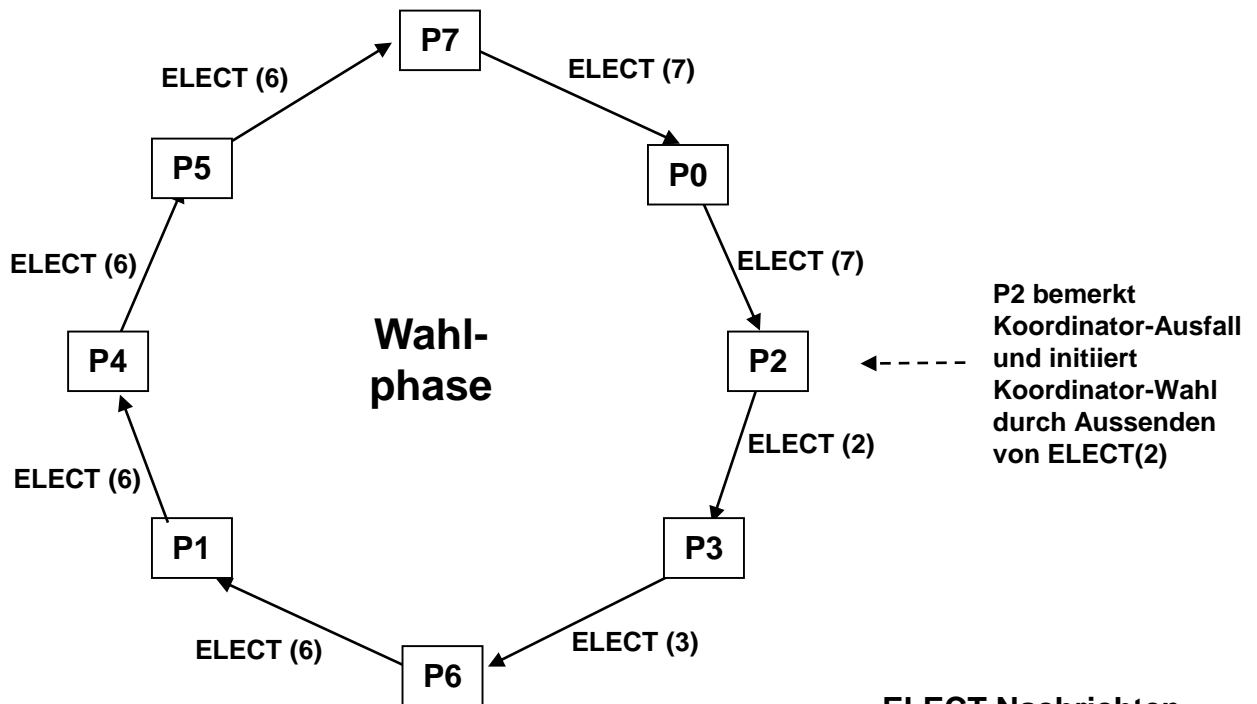 P7
ELECT (6)
ELECT (7)
P5
P0
ELECT (6)
ELECT (7)
P2 bemerkt
Koordinator-Ausfall
und initiiert
Koordinator-Wahl
durch Aussenden
von ELECT(2)
Wahl-
phase
P4
P2
ELECT (2)
ELECT (6)
P1
P3
ELECT (6)
ELECT (3)
P6
ELECT-Nachrichten